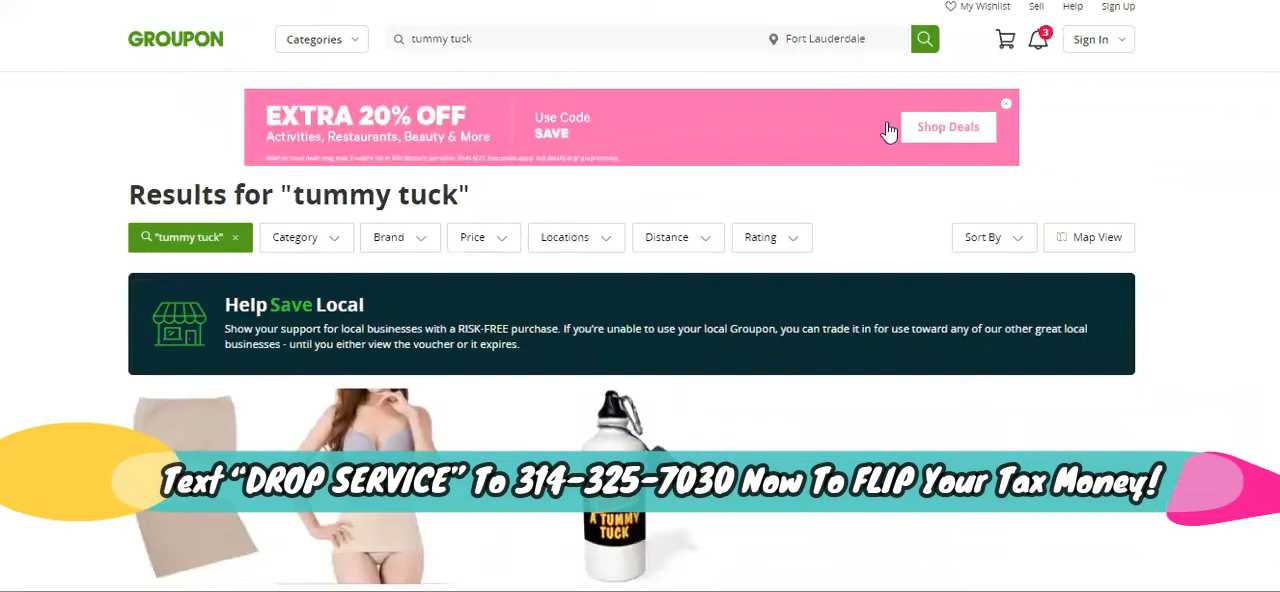 My Wishlist Sell Help Sign Up
GROUPON Categories tummy tuck Fort Lauderdale 3 Sign In
EXTRA 20% OFF
Activities, Restaurants, Beauty & More
Use Code
SAVE
Shop Deals
Results for "tummy tuck"
"tummy tuck" × Category Brand Price Locations Distance Rating Sort By Map View
Help Save Local
Show your support for local businesses with a RISK-FREE purchase. If you're unable to use your local Groupon, you can trade it in for use toward any of our other great local
businesses - until you either view the voucher or it expires.
Text “DROP SERVICE” To 314-325-7030 Now To FLIP Your Tax Money!
A TUMMY
TUCK